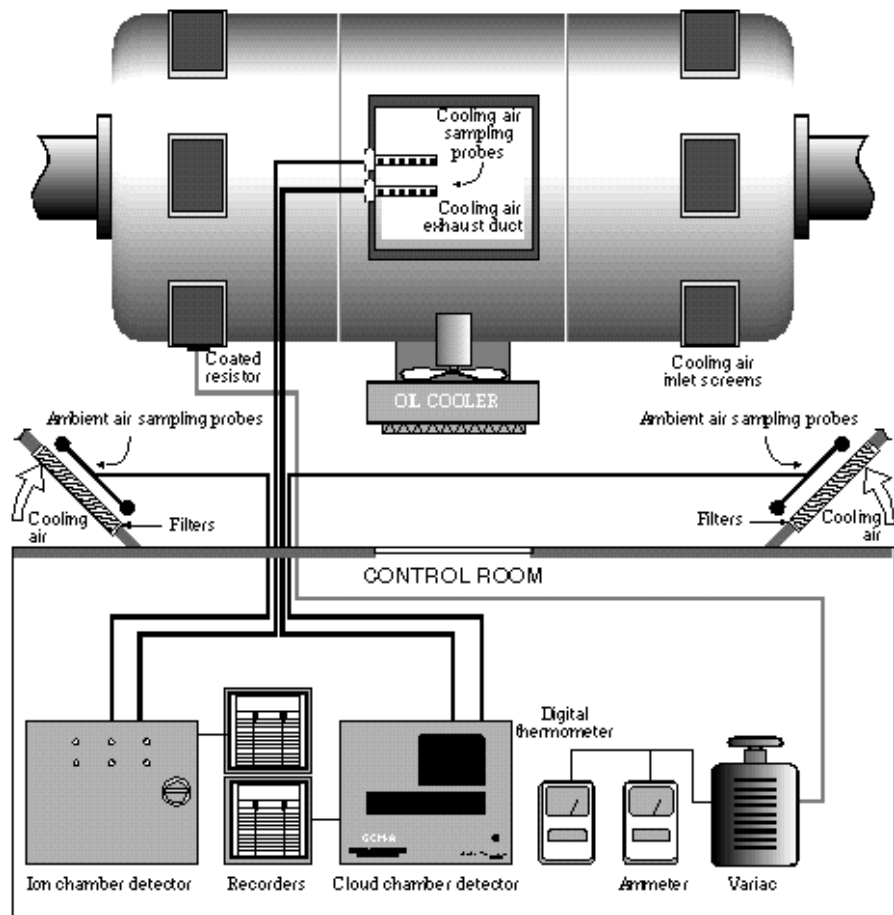 Cooling air
sampling
probes
Cooling air
exhaust duct
Coated
resistor
Cooling air
inlet screens
OIL COOLER
Ambient air sampling probes
Ambient air sampling probes
Cooling
air
Filters
Filters
Cooling
air
CONTROL ROOM
Digital
thermometer
GCM-A
Ion chamber detector
Recorders
Cloud chamber detector
Ammeter
Variac